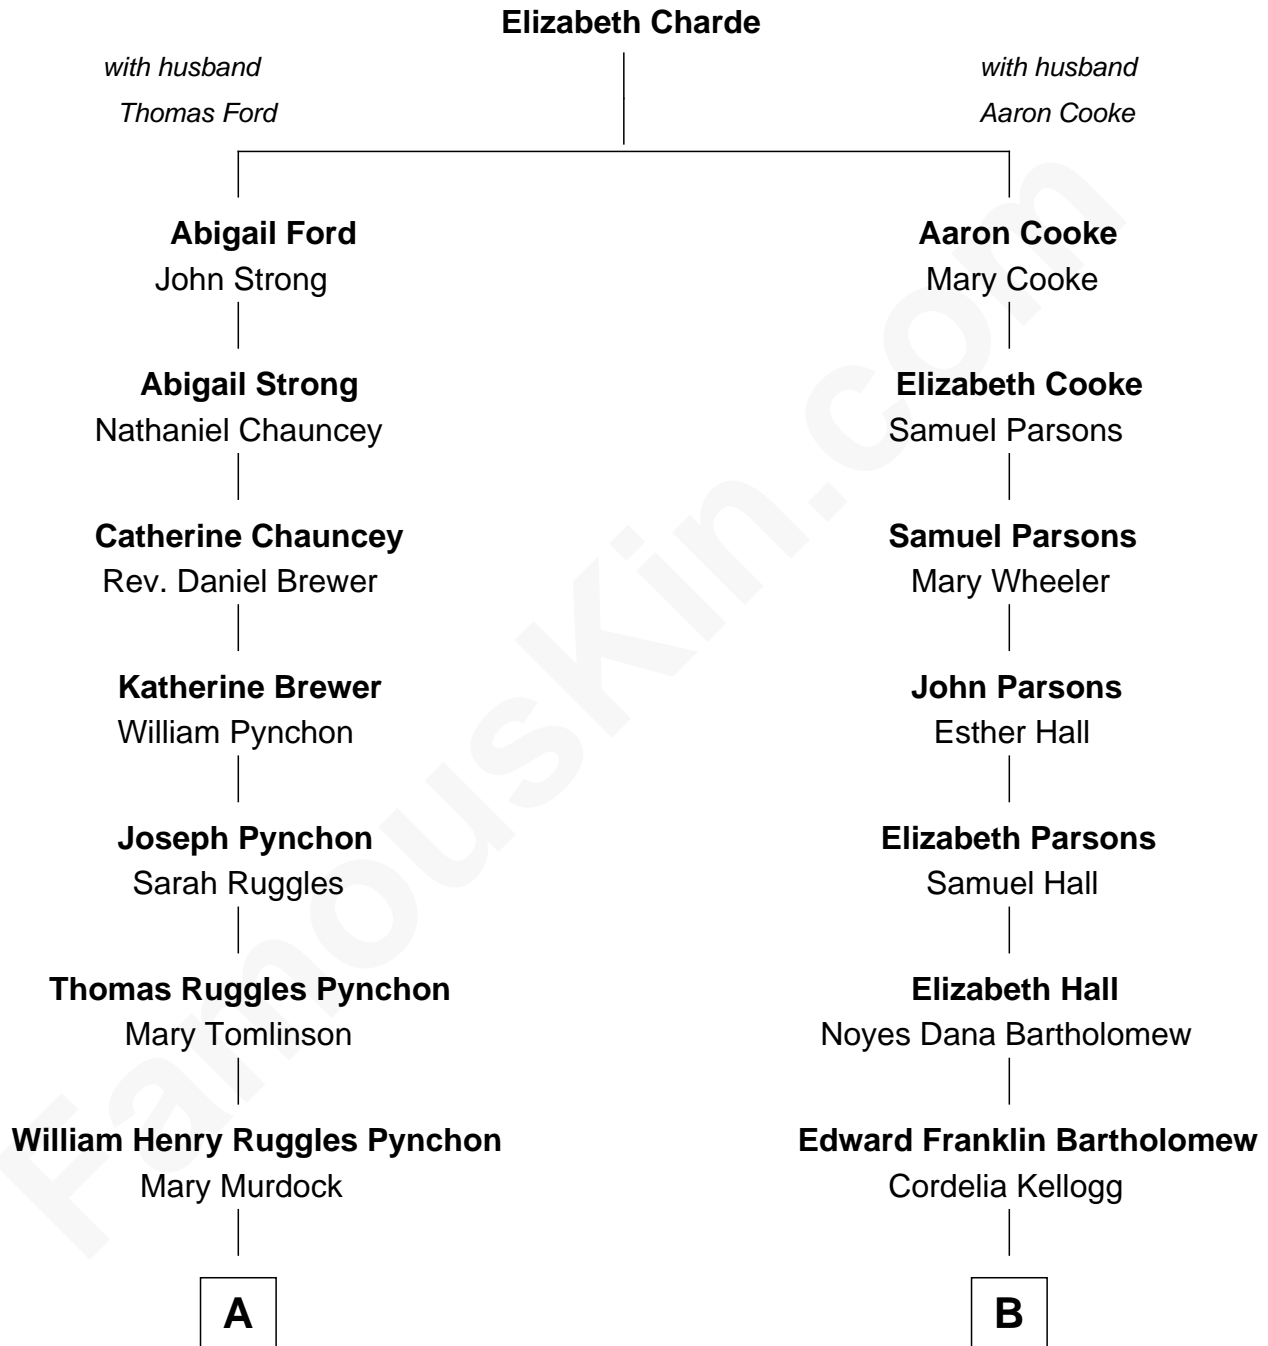 Elizabeth Charde
with husband
Thomas Ford
with husband
Aaron Cooke
Abigail Ford
John Strong
Aaron Cooke
Mary Cooke
Abigail Strong
Nathaniel Chauncey
Elizabeth Cooke
Samuel Parsons
Catherine Chauncey
Rev. Daniel Brewer
Samuel Parsons
Mary Wheeler
Katherine Brewer
William Pynchon
John Parsons
Esther Hall
Joseph Pynchon
Sarah Ruggles
Elizabeth Parsons
Samuel Hall
Thomas Ruggles Pynchon
Mary Tomlinson
Elizabeth Hall
Noyes Dana Bartholomew
William Henry Ruggles Pynchon
Mary Murdock
Edward Franklin Bartholomew
Cordelia Kellogg
A
B
FamousKin.com